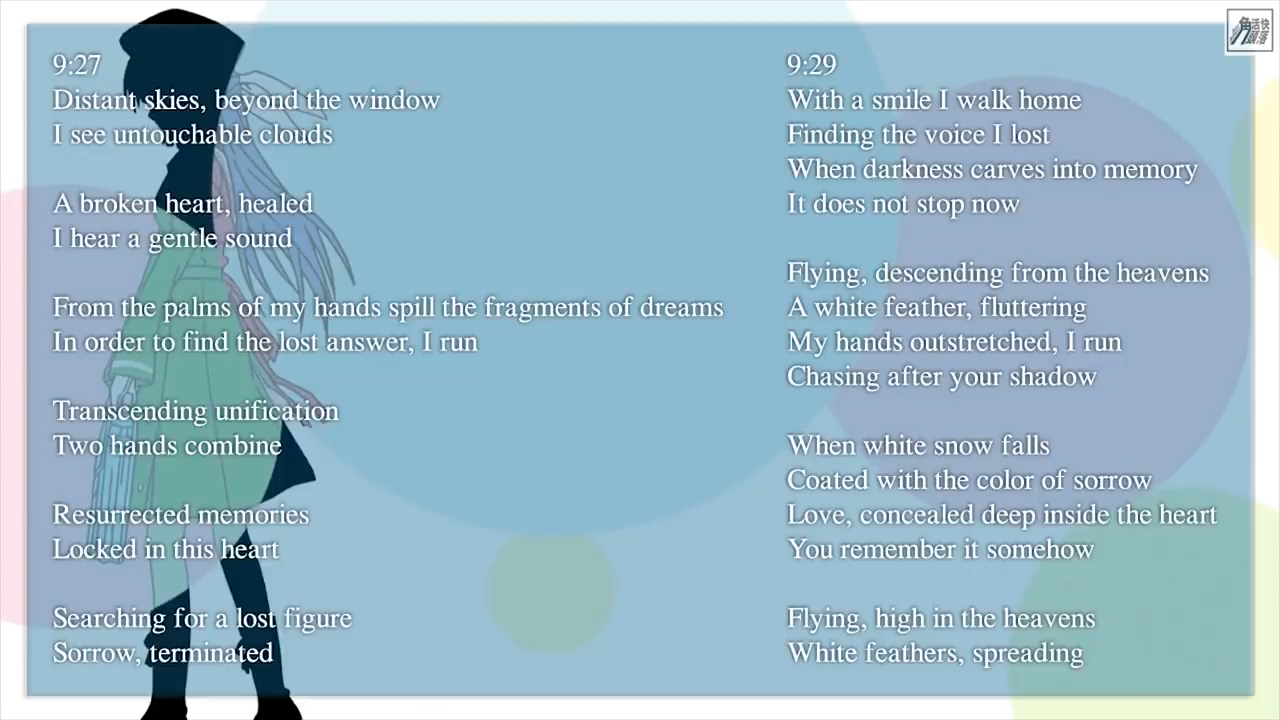 9:27
Distant skies, beyond the window
I see untouchable clouds
A broken heart, healed
I hear a gentle sound
From the palms of my hands spill the fragments of dreams
In order to find the lost answer, I run
Transcending unification
Two hands combine
Resurrected memories
Locked in this heart
Searching for a lost figure
Sorrow, terminated
9:29
With a smile I walk home
Finding the voice I lost
When darkness carves into memory
It does not stop now
Flying, descending from the heavens
A white feather, fluttering
My hands outstretched, I run
Chasing after your shadow
When white snow falls
Coated with the color of sorrow
Love, concealed deep inside the heart
You remember it somehow
Flying, high in the heavens
White feathers, spreading